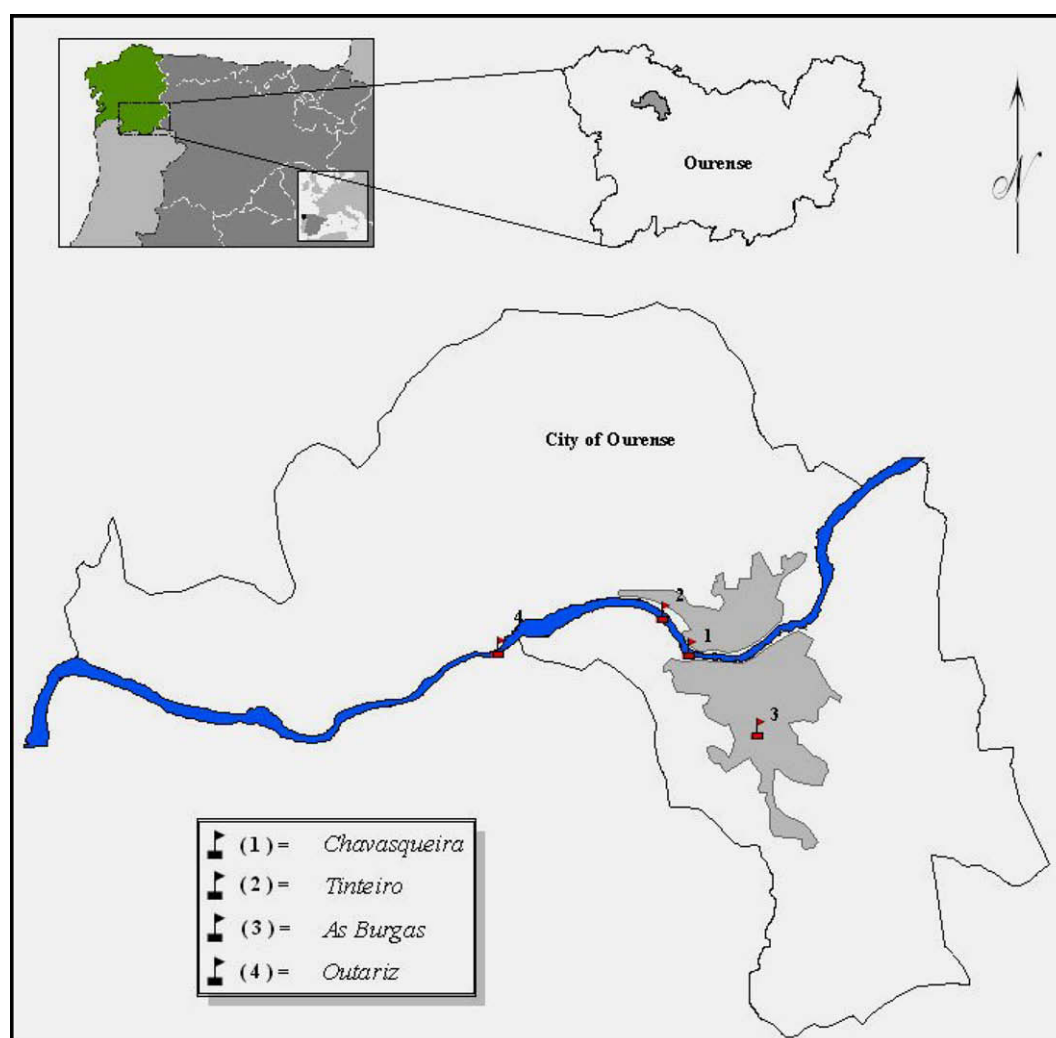 Ourense
N
City of Ourense
2
4
1
3
(1)= Chavasqueira
(2)= Tinteiro
(3)= As Burgas
(4)= Outariz